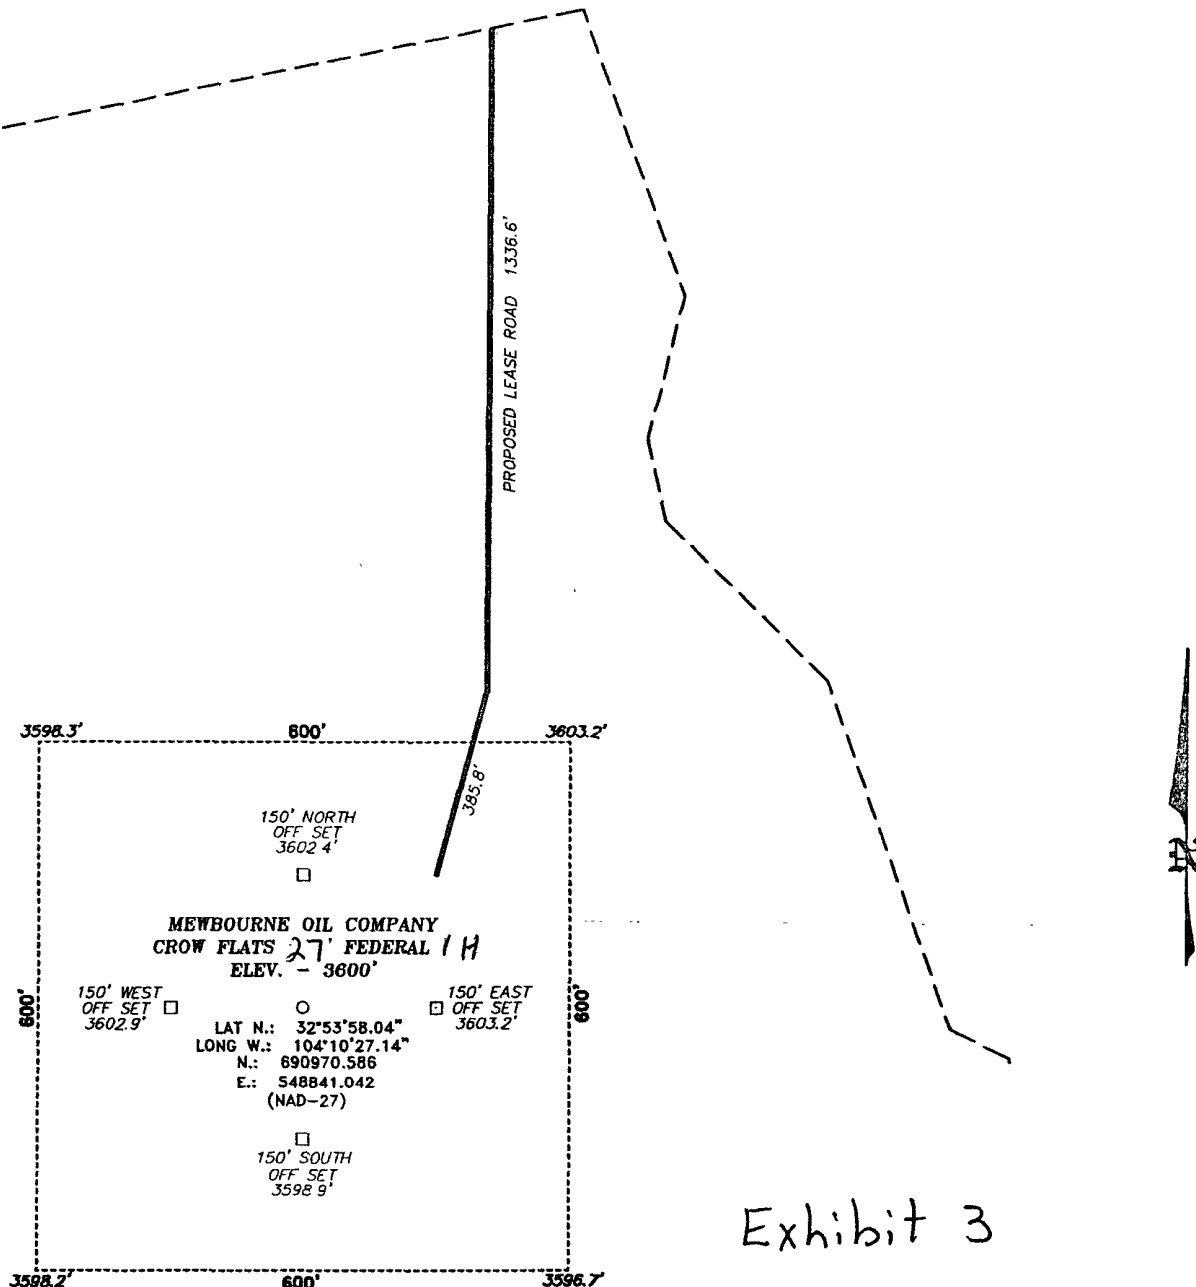 PROPOSED LEASE ROAD 1336.6'
3598.3'
600'
3603.2'
385.8'
150' NORTH
OFF SET
3602 4'
MEWBOURNE OIL COMPANY
CROW FLATS 27' FEDERAL 1H
ELEV. - 3600'
600'
150' WEST
OFF SET
3602.9'
150' EAST
OFF SET
3603.2'
600'
LAT N.: 32°53'58.04"
LONG W.: 104°10'27.14"
N.: 690970.586
E.: 548841.042
(NAD-27)
150' SOUTH
OFF SET
3598 9'
Exhibit 3
3598.2'
600'
3596.7'
N